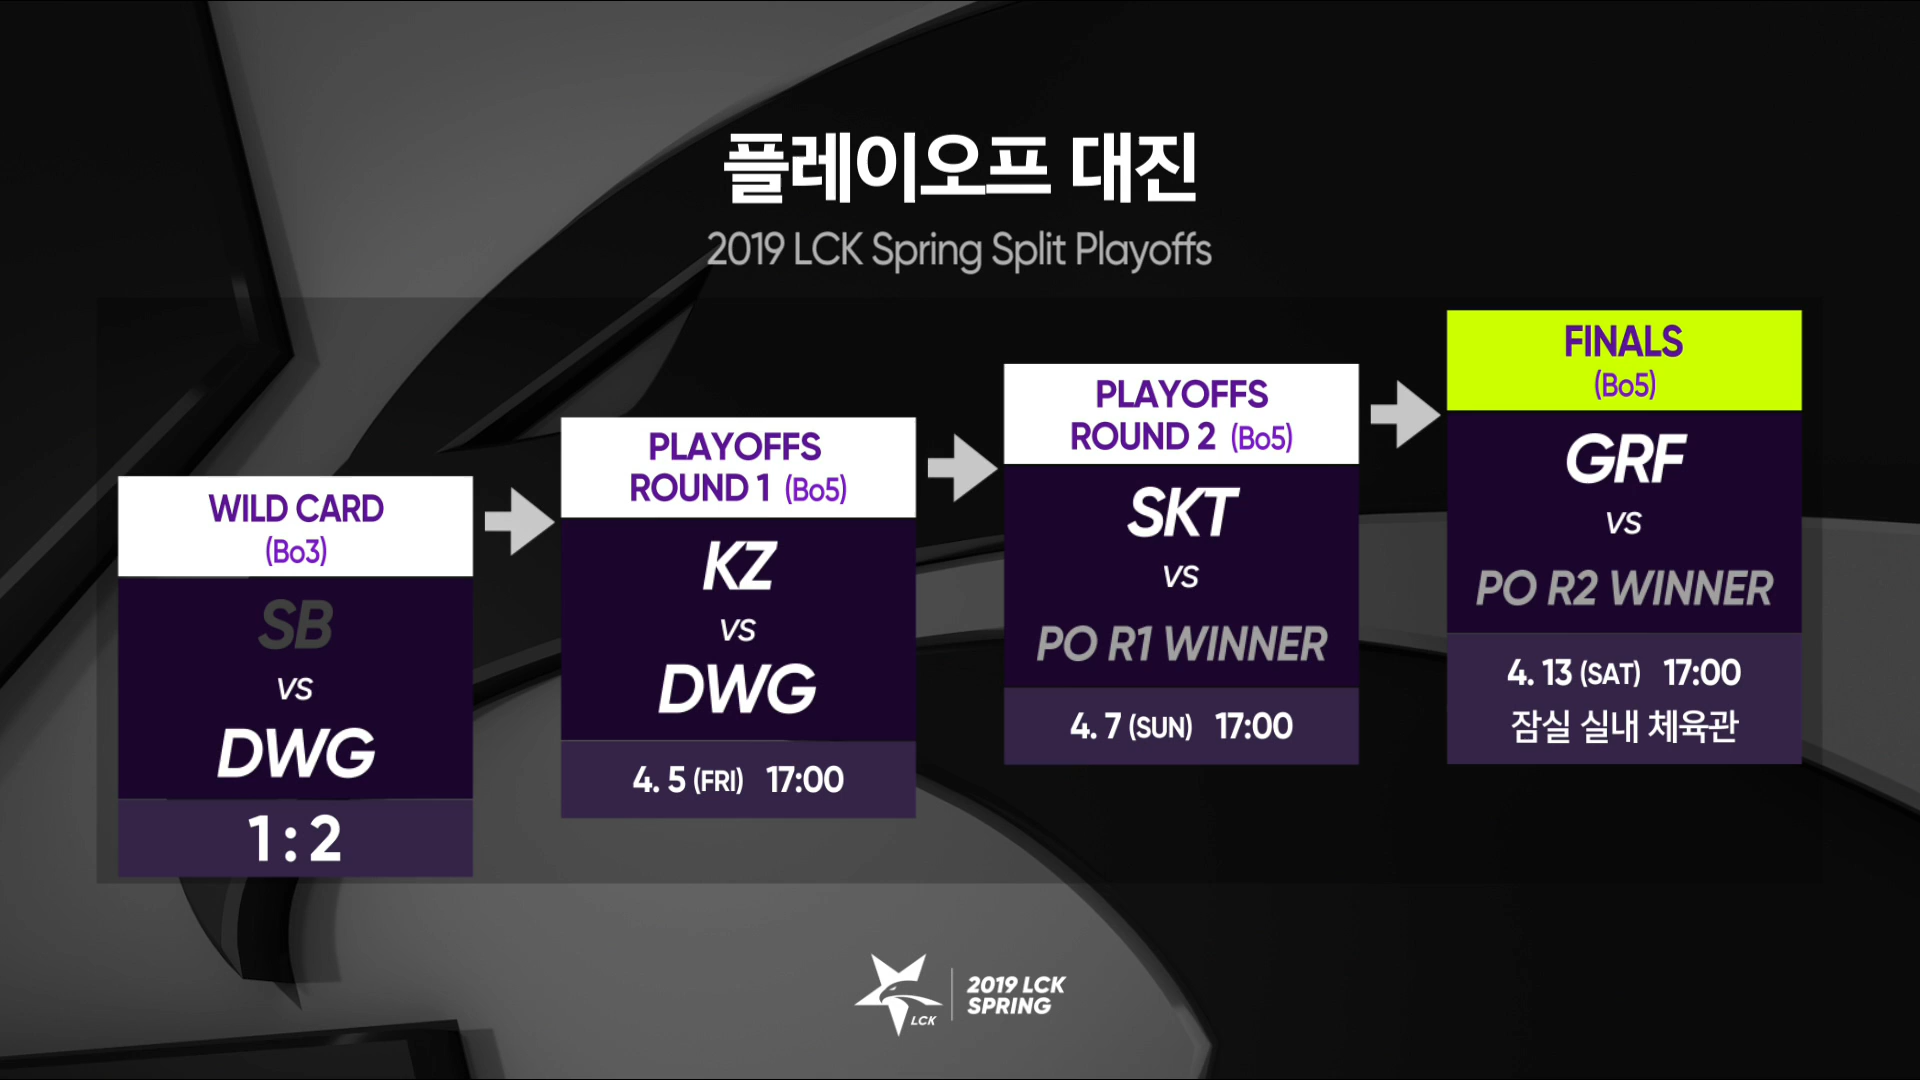 플레이오프 대진
2019 LCK Spring Split Playoffs
WILD CARD
(Bo3)
SB
VS
DWG
1 : 2
PLAYOFFS
ROUND 1 (Bo5)
KZ
VS
DWG
4. 5 (FRI) 17:00
PLAYOFFS
ROUND 2 (Bo5)
SKT
VS
PO R1 WINNER
4. 7 (SUN) 17:00
FINALS
(Bo5)
GRF
VS
PO R2 WINNER
4. 13 (SAT) 17:00
잠실 실내 체육관
LCK
2019 LCK
SPRING